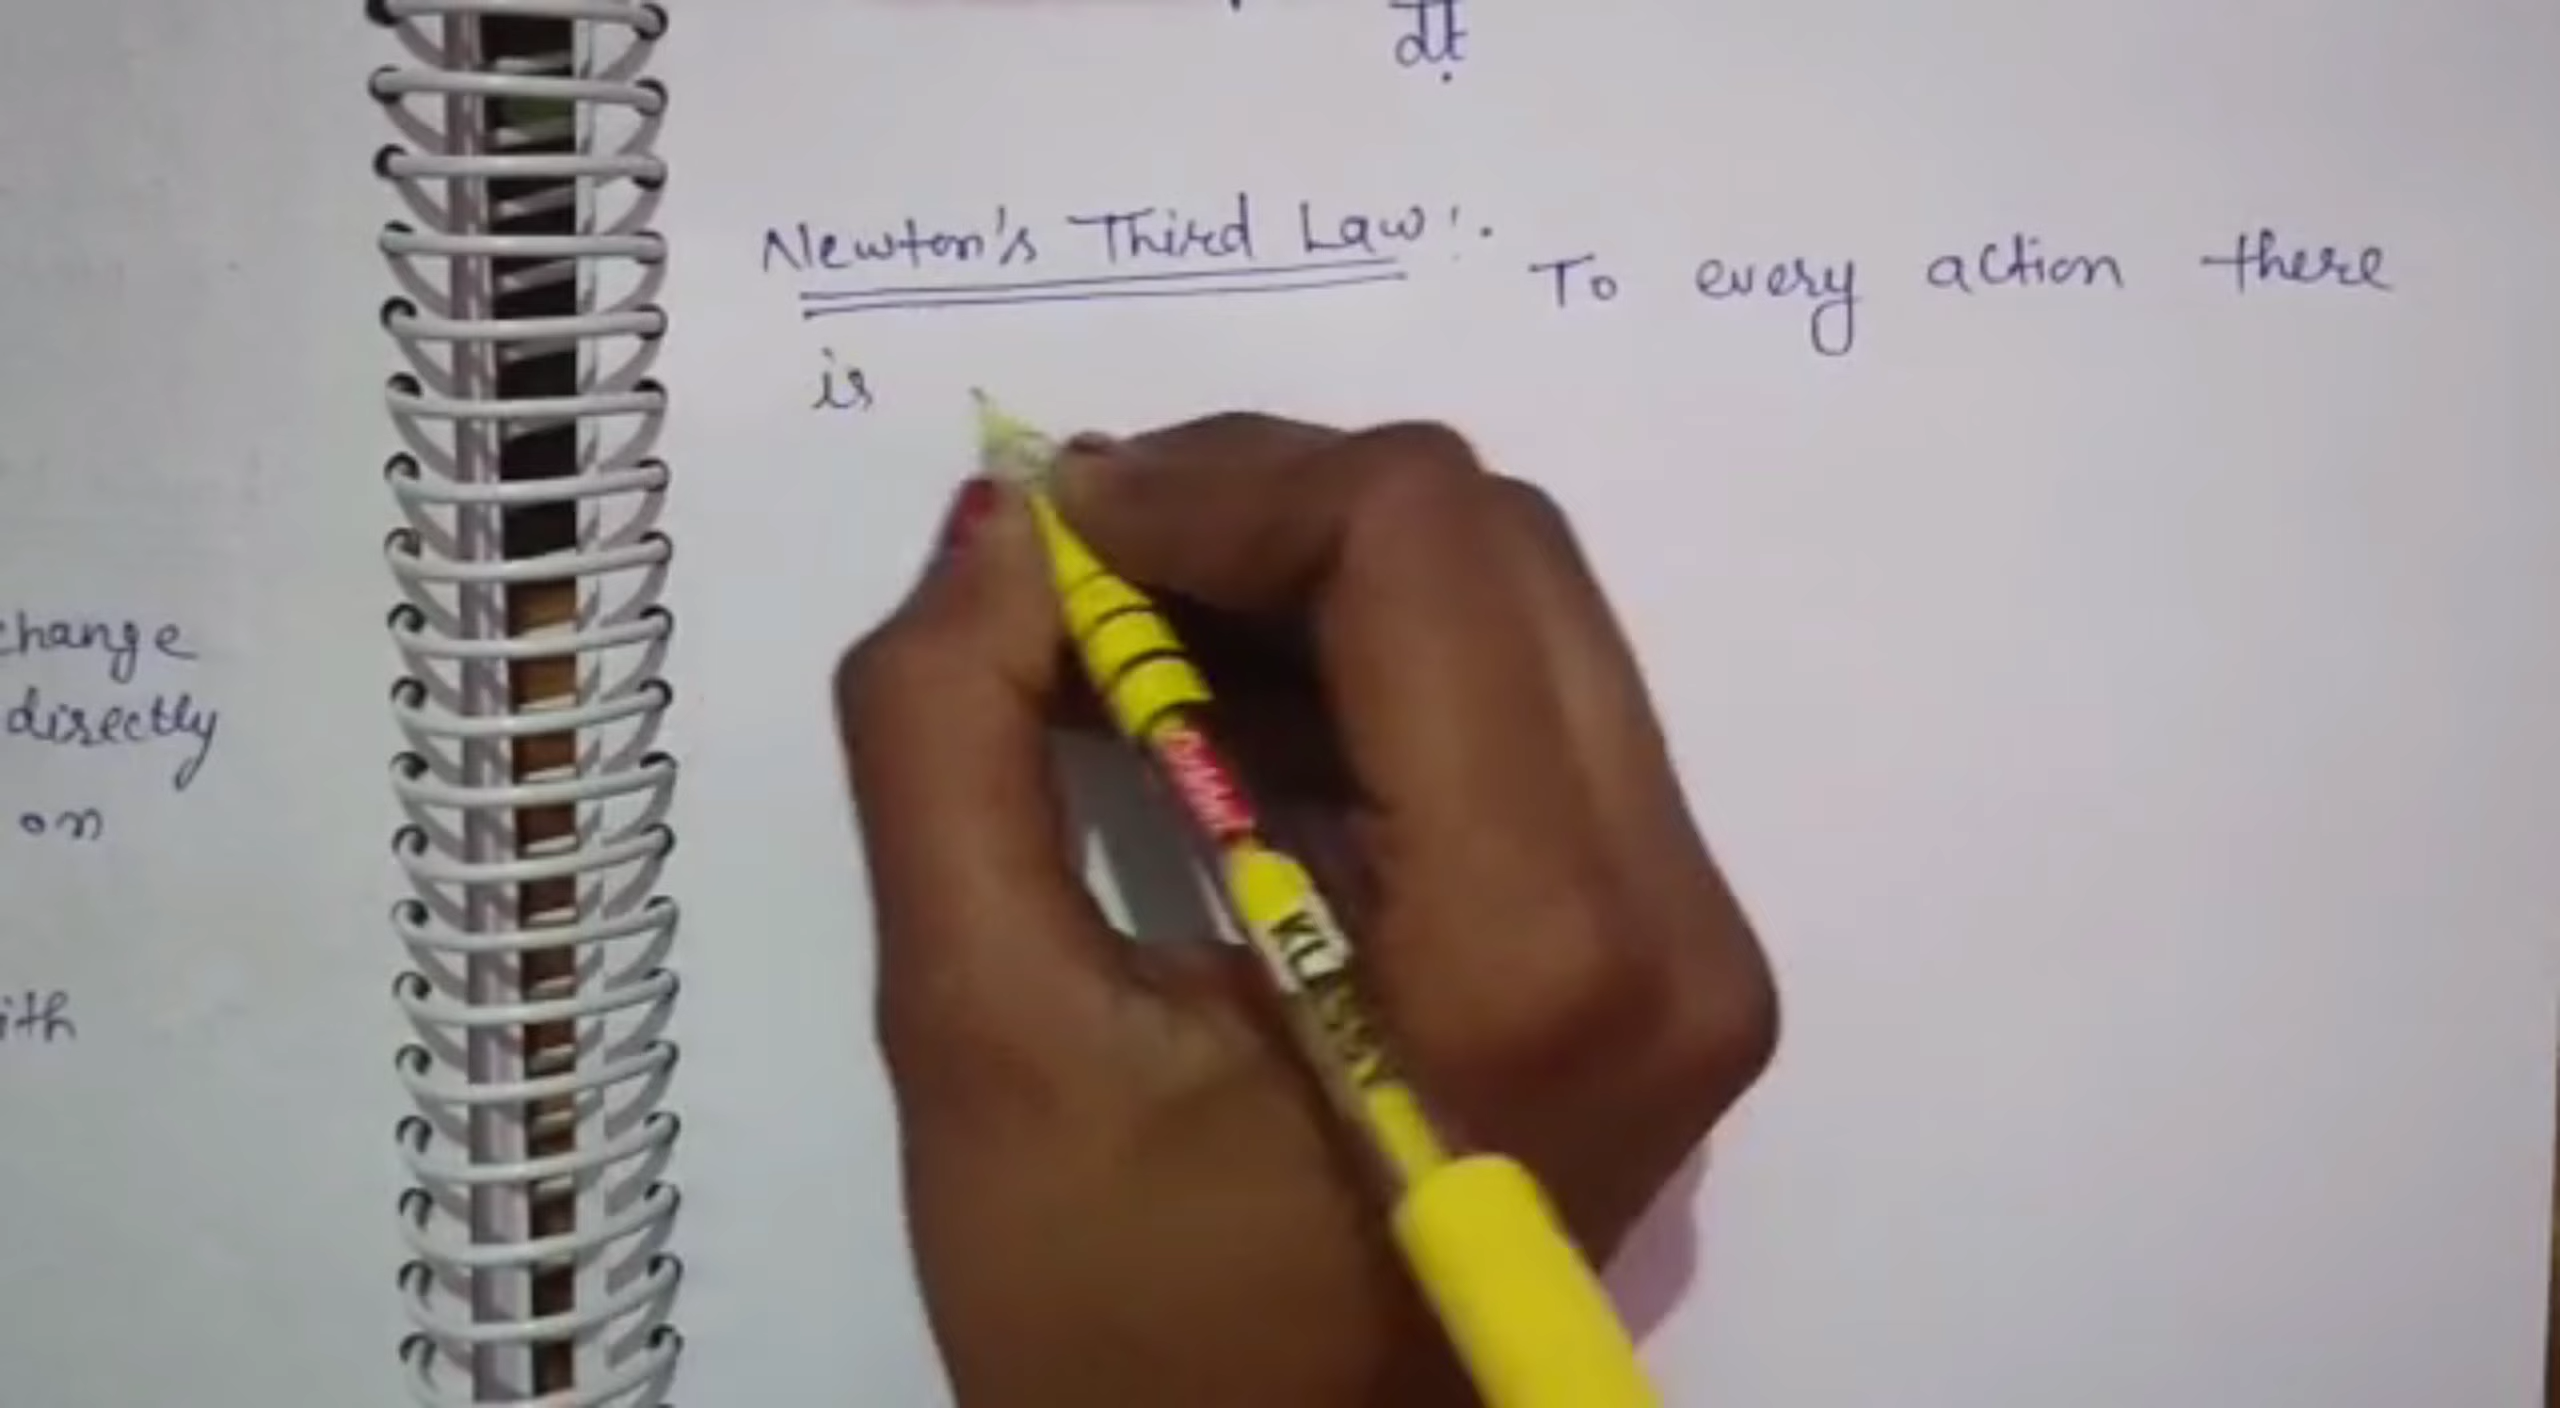 change
directly
on
ith
dt
Newton's Third Law:- To every action there
is